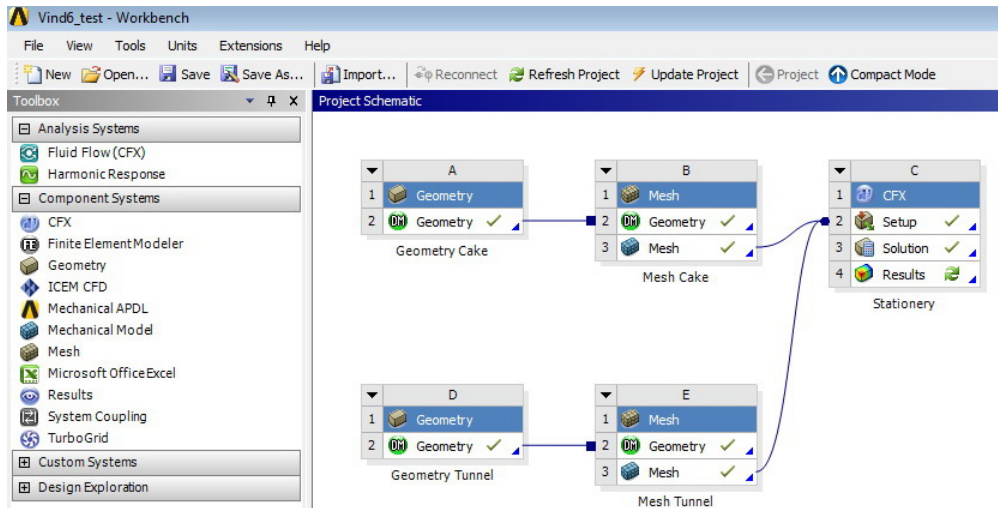 Vind6_test - Workbench
File View Tools Units Extensions Help
New Open... Save Save As... Import... Reconnect Refresh Project Update Project Project Compact Mode
Toolbox
Analysis Systems
Fluid Flow (CFX)
Harmonic Response
Component Systems
CFX
Finite Element Modeler
Geometry
ICEM CFD
Mechanical APDL
Mechanical Model
Mesh
Microsoft Office Excel
Results
System Coupling
TurboGrid
Custom Systems
Design Exploration
Project Schematic
A
1 Geometry
2 DM Geometry
Geometry Cake
B
1 Mesh
2 DM Geometry
3 Mesh
Mesh Cake
C
1 CFX
2 Setup
3 Solution
4 Results
Stationery
D
1 Geometry
2 DM Geometry
Geometry Tunnel
E
1 Mesh
2 DM Geometry
3 Mesh
Mesh Tunnel